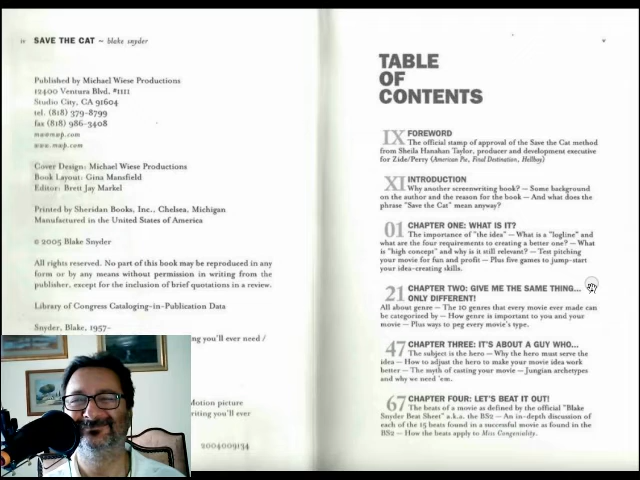 iv SAVE THE CAT ~ blake snyder
Published by Michael Wiese Productions
12400 Ventura Blvd. #1111
Studio City, CA 91604
tel. (818) 379-8799
fax (818) 986-3408
mw@mwp.com
www.mwp.com
Cover Design: Michael Wiese Productions
Book Layout: Gina Mansfield
Editor: Brett Jay Markel
Printed by Sheridan Books, Inc., Chelsea, Michigan
Manufactured in the United States of America
© 2005 Blake Snyder
All rights reserved. No part of this book may be reproduced in any
form or by any means without permission in writing from the
publisher, except for the inclusion of brief quotations in a review.
Library of Congress Cataloging-in-Publication Data
Snyder, Blake, 1957-
ng you'll ever need /
Motion picture
riting you'll ever
2004009134
v
TABLE
OF
CONTENTS
IX FOREWORD
The official stamp of approval of the Save the Cat method
from Sheila Hanahan Taylor, producer and development executive
for Zide/Perry (American Pie, Final Destination, Hellboy)
XI INTRODUCTION
Why another screenwriting book? — Some background
on the author and the reason for the book — And what does the
phrase "Save the Cat" mean anyway?
01 CHAPTER ONE: WHAT IS IT?
The importance of "the idea" — What is a "logline" and
what are the four requirements to creating a better one? — What
is "high concept" and why is it still relevant? — Test pitching
your movie for fun and profit — Plus five games to jump-start
your idea-creating skills.
21 CHAPTER TWO: GIVE ME THE SAME THING...
ONLY DIFFERENT!
All about genre — The 10 genres that every movie ever made can
be categorized by — How genre is important to you and your
movie — Plus ways to peg every movie's type.
47 CHAPTER THREE: IT'S ABOUT A GUY WHO...
The subject is the hero — Why the hero must serve the
idea — How to adjust the hero to make your movie idea work
better — The myth of casting your movie — Jungian archetypes
and why we need 'em.
67 CHAPTER FOUR: LET'S BEAT IT OUT!
The beats of a movie as defined by the official "Blake
Snyder Beat Sheet" a.k.a. the BS2 — An in-depth discussion of
each of the 15 beats found in a successful movie as found in the
BS2 — How the beats apply to Miss Congeniality.